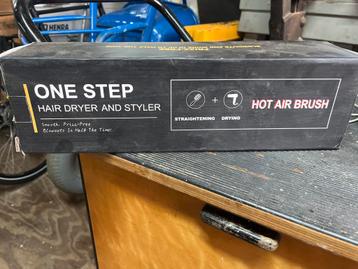 MENBA
ONE STEP
HAIR DRYER AND STYLER
Smooth, Frizz-Free
Blowouts In Half The Time.
+
STRAIGHTENING DRYING
HOT AIR BRUSH